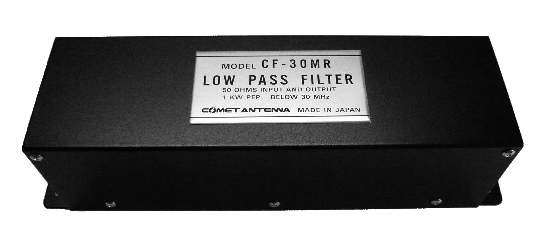 MODEL CF-30MR
LOW PASS FILTER
50 OHMS INPUT AND OUTPUT
1 KW PEP BELOW 30 MHz
COMET ANTENNA MADE IN JAPAN